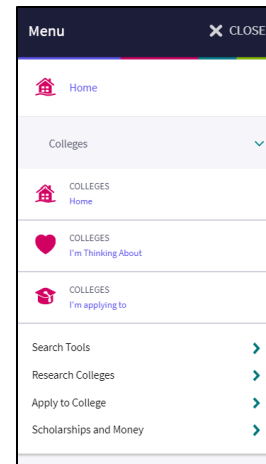 Menu CLOSE
Home
Colleges
COLLEGES
Home
COLLEGES
I'm Thinking About
COLLEGES
I'm applying to
Search Tools
Research Colleges
Apply to College
Scholarships and Money